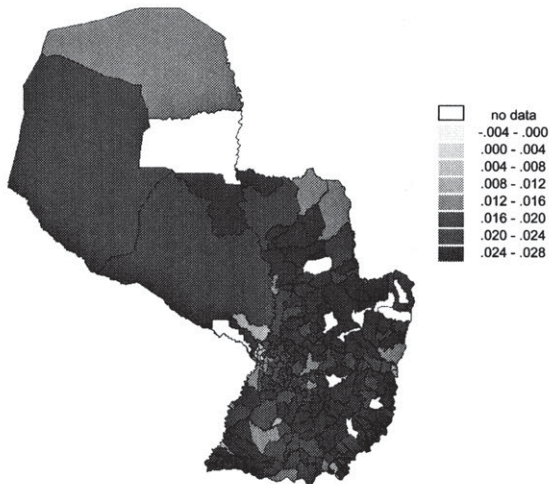 no data
-.004 - .000
.000 - .004
.004 - .008
.008 - .012
.012 - .016
.016 - .020
.020 - .024
.024 - .028